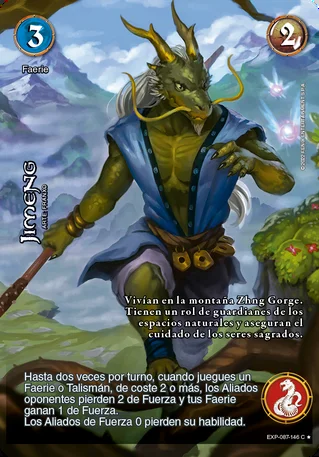 3
2
Faerie
JIMENG
ARTE: FRANXU
Vivían en la montaña Zhng Gorge.
Tienen un rol de guardianes de los
espacios naturales y aseguran el
cuidado de los seres sagrados.
Hasta dos veces por turno, cuando juegues un
Faerie o Talismán, de coste 2 o más, los Aliados
oponentes pierden 2 de Fuerza y tus Faerie
ganan 1 de Fuerza.
Los Aliados de Fuerza 0 pierden su habilidad.
EXP-087-146 C ★